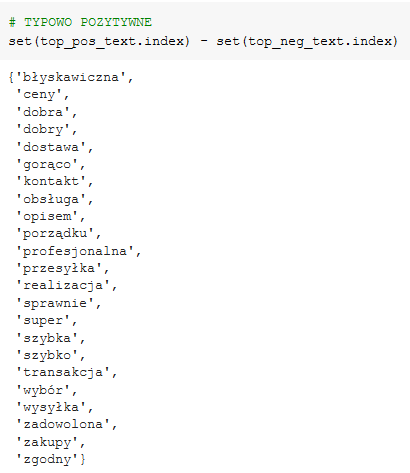 # TYPOWO POZYTYWNE
set(top_pos_text.index) - set(top_neg_text.index)
{'błyskawiczna',
'ceny',
'dobra',
'dobry',
'dostawa',
'gorąco',
'kontakt',
'obsługa',
'opisem',
'porządku',
'profesjonalna',
'przesyłka',
'realizacja',
'sprawnie',
'super',
'szybka',
'szybko',
'transakcja',
'wybór',
'wysyłka',
'zadowolona',
'zakupy',
'zgodny'}